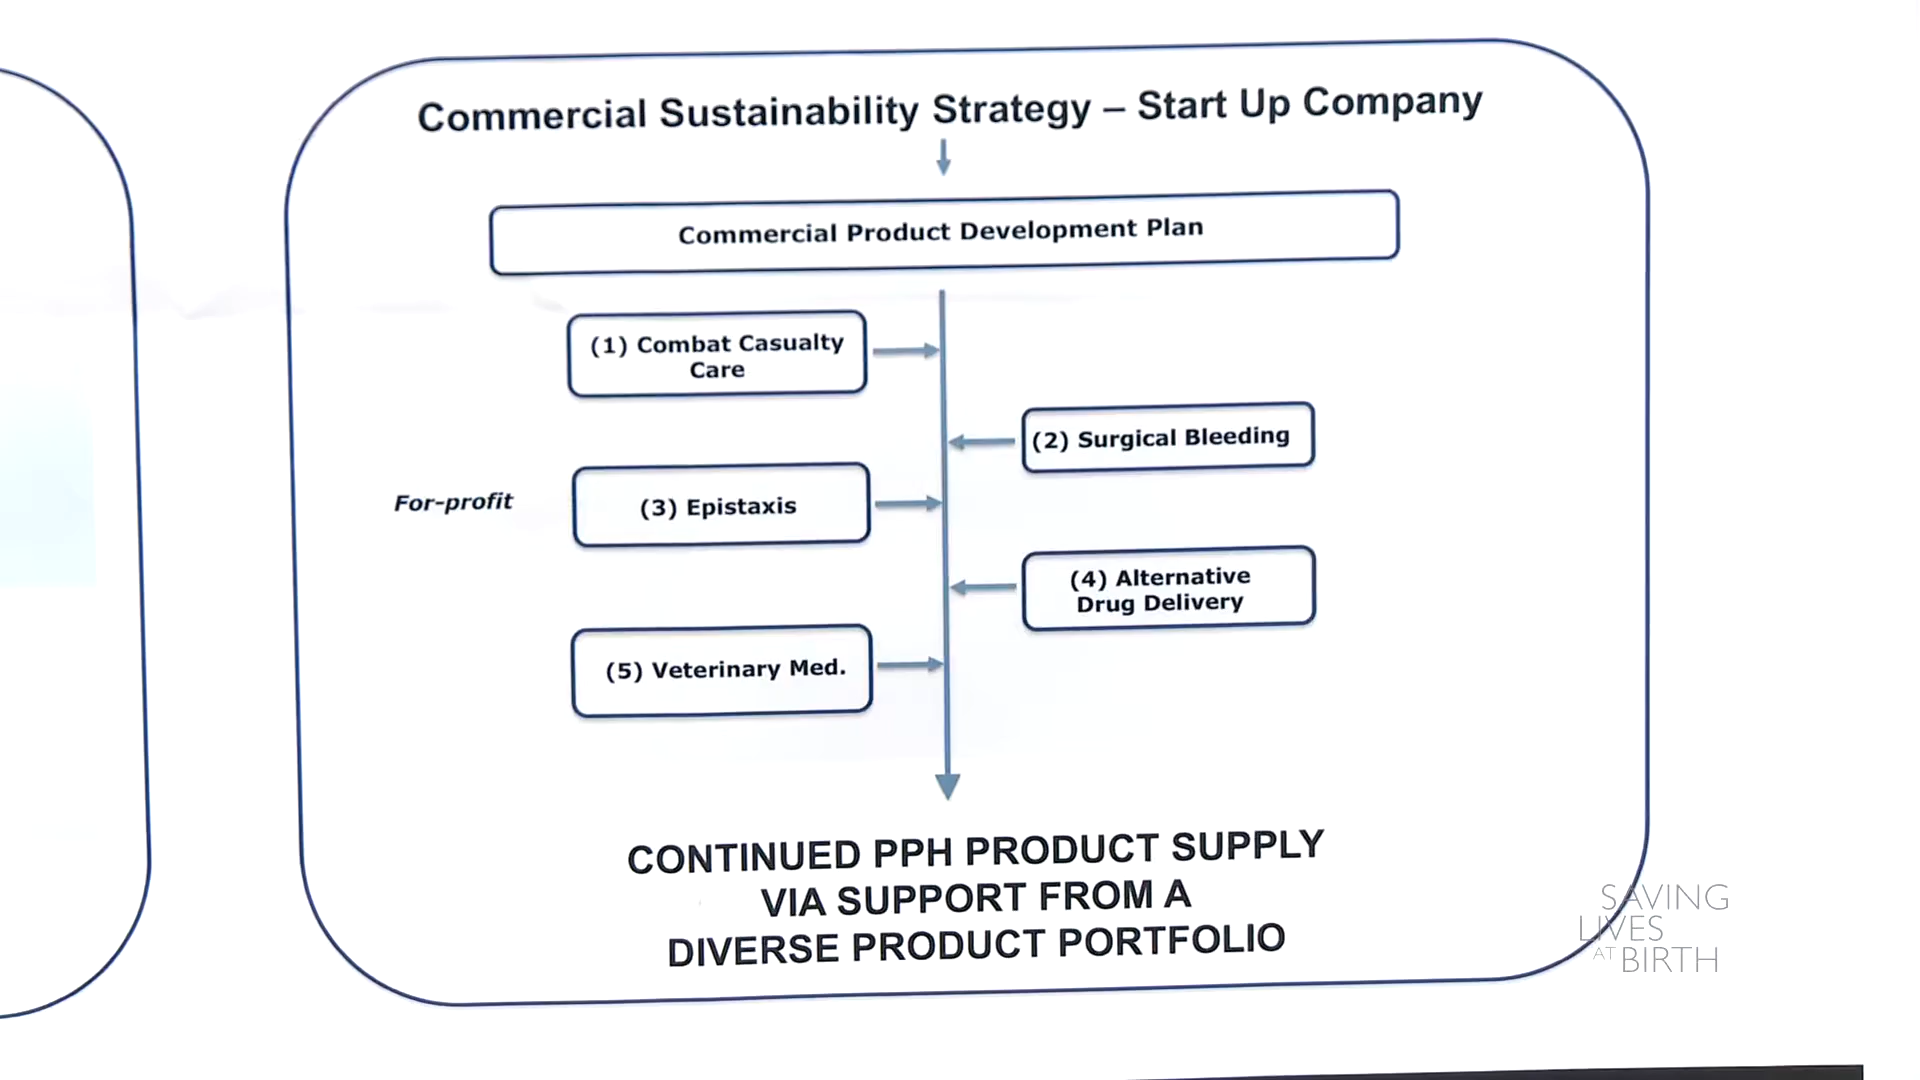 Commercial Sustainability Strategy – Start Up Company
Commercial Product Development Plan
(1) Combat Casualty
Care
(2) Surgical Bleeding
For-profit
(3) Epistaxis
(4) Alternative
Drug Delivery
(5) Veterinary Med.
CONTINUED PPH PRODUCT SUPPLY
VIA SUPPORT FROM A
DIVERSE PRODUCT PORTFOLIO
SAVING
LIVES
AT BIRTH